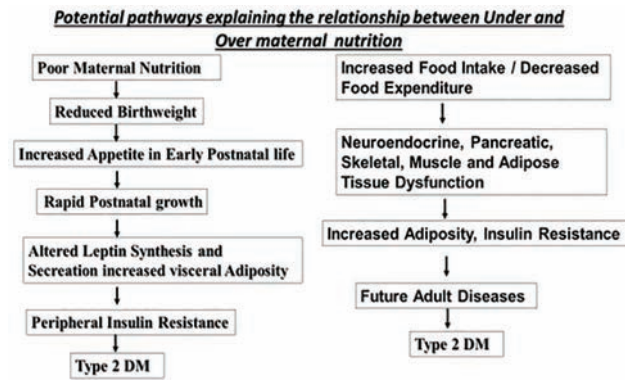 Potential pathways explaining the relationship between Under and
Over maternal nutrition
Poor Maternal Nutrition
Reduced Birthweight
Increased Appetite in Early Postnatal life
Rapid Postnatal growth
Altered Leptin Synthesis and
Secretion increased visceral Adiposity
Peripheral Insulin Resistance
Type 2 DM
Increased Food Intake / Decreased
Food Expenditure
Neuroendocrine, Pancreatic,
Skeletal, Muscle and Adipose
Tissue Dysfunction
Increased Adiposity, Insulin Resistance
Future Adult Diseases
Type 2 DM